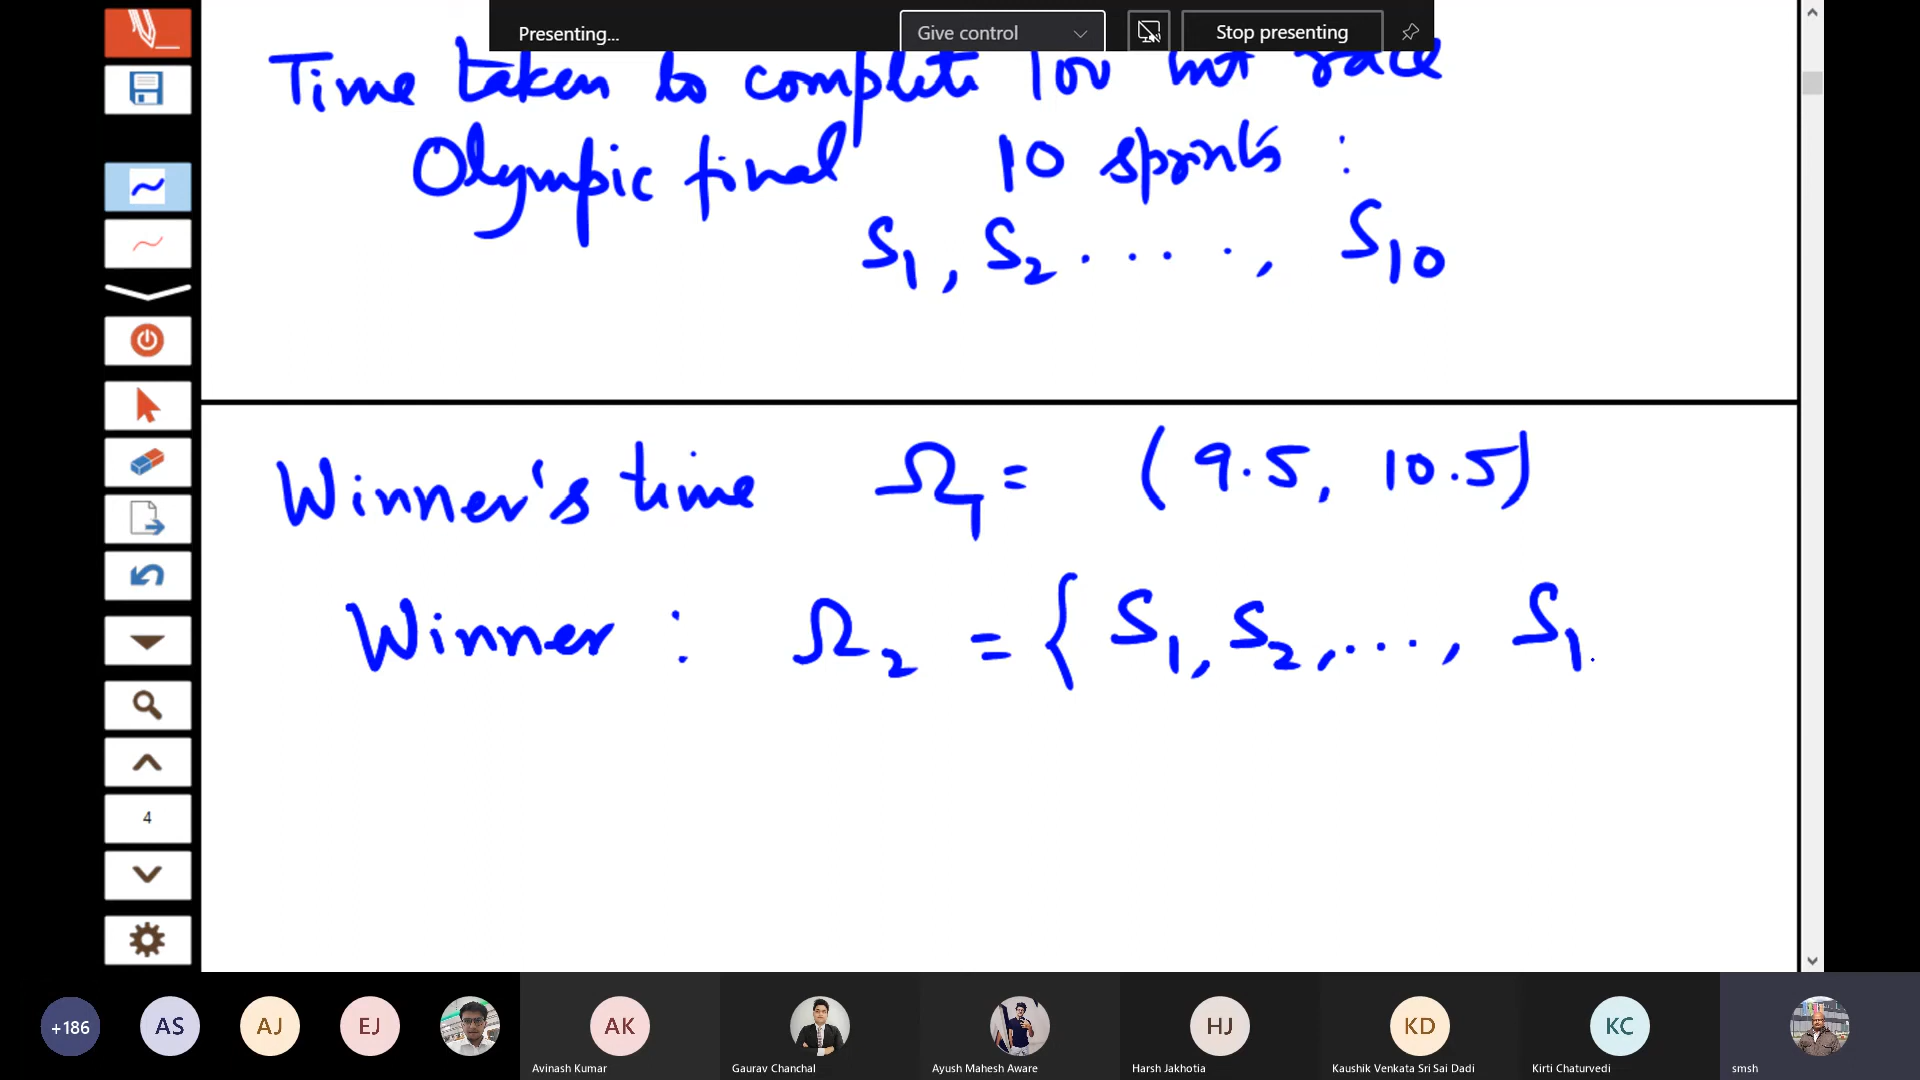 Presenting...
Give control
Stop presenting
Time taken to complete 100 mt race
Olympic final 10 sprints :
S1, S2 ....., S10
Winner's time Ω1 = (9.5, 10.5)
Winner : Ω2 = { S1, S2, ..., S1
4
+186
AS
AJ
EJ
AK
HJ
KD
KC
Avinash Kumar
Gaurav Chanchal
Ayush Mahesh Aware
Harsh Jakhotia
Kaushik Venkata Sri Sai Dadi
Kirti Chaturvedi
smsh